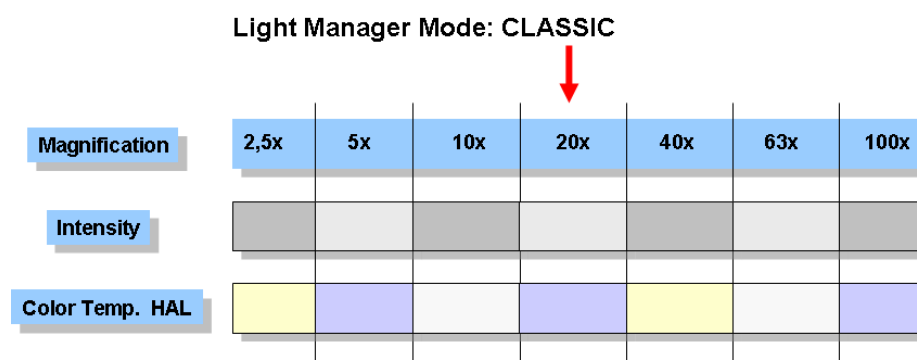 Light Manager Mode: CLASSIC
Magnification 2,5x 5x 10x 20x 40x 63x 100x
Intensity
Color Temp. HAL